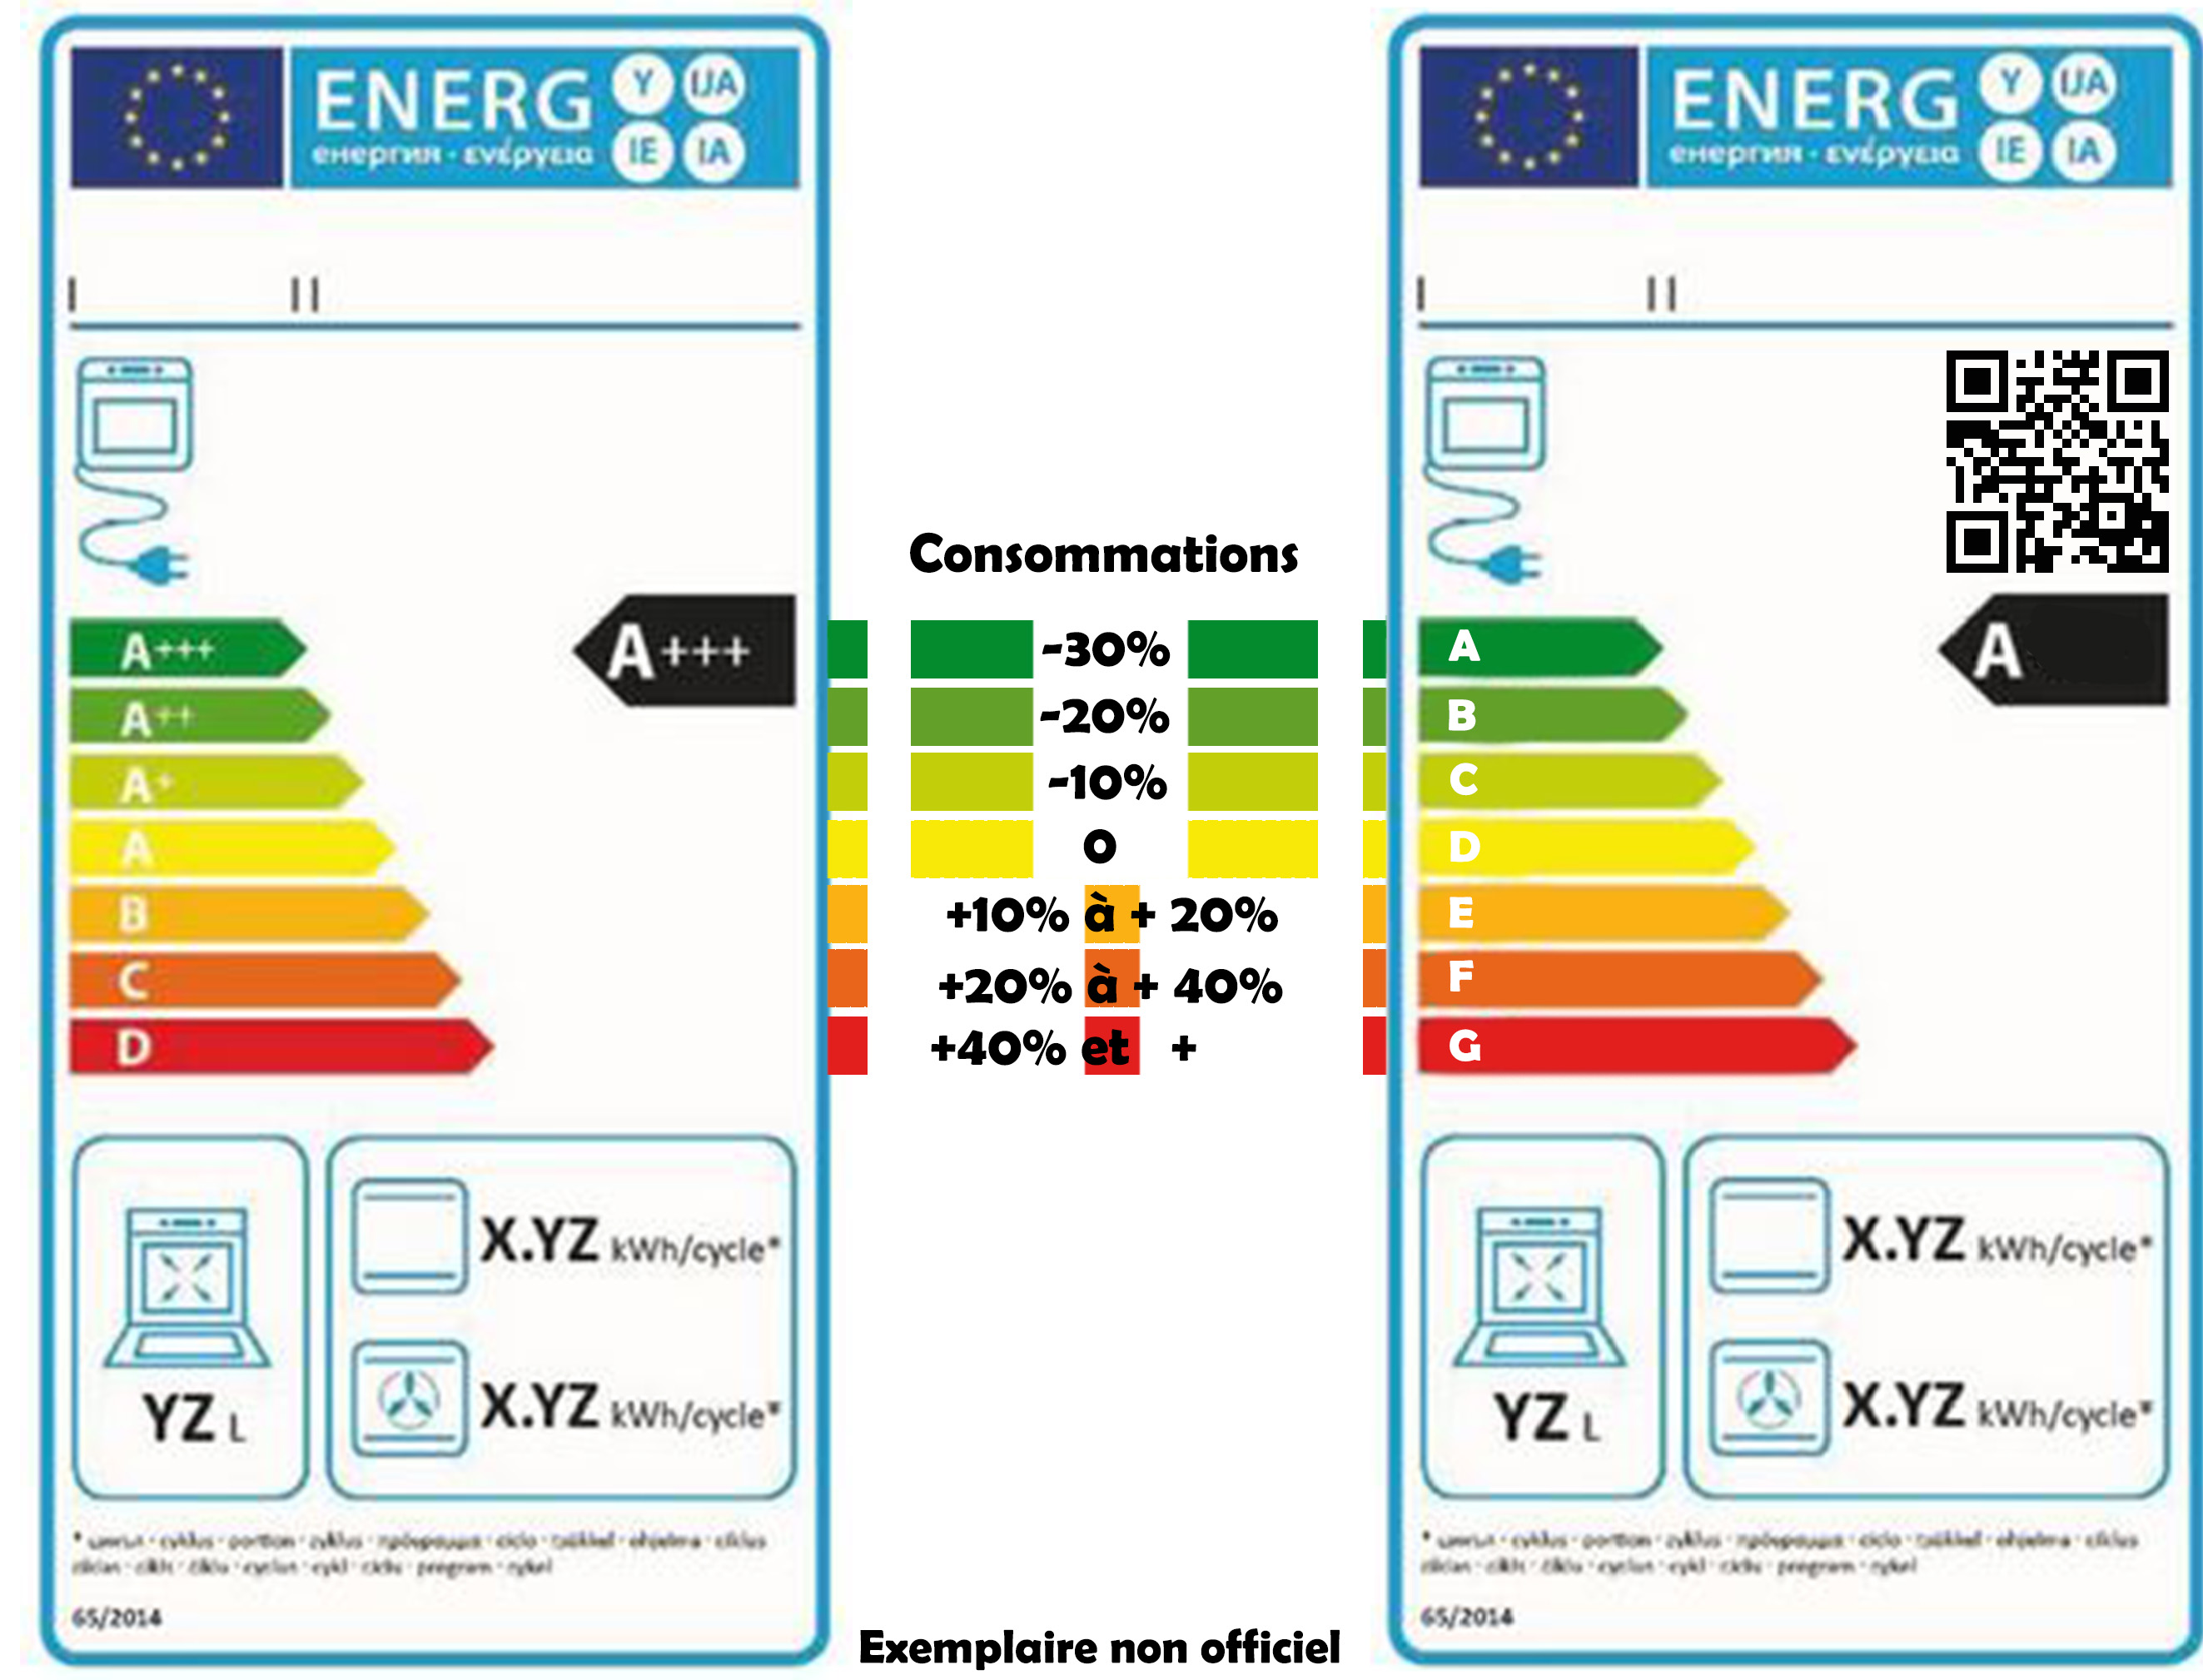 ENERG Y IJA
енергия · ενέργεια IE IA
I II
A+++
A++
A+
A
B
C
D
A+++
YZ L
X.YZ kWh/cycle*
X.YZ kWh/cycle*
65/2014
Consommations
-30%
-20%
-10%
0
+10% à + 20%
+20% à + 40%
+40% et +
Exemplaire non officiel
ENERG Y IJA
енергия · ενέργεια IE IA
I II
A
B
C
D
E
F
G
A
YZ L
X.YZ kWh/cycle*
X.YZ kWh/cycle*
65/2014